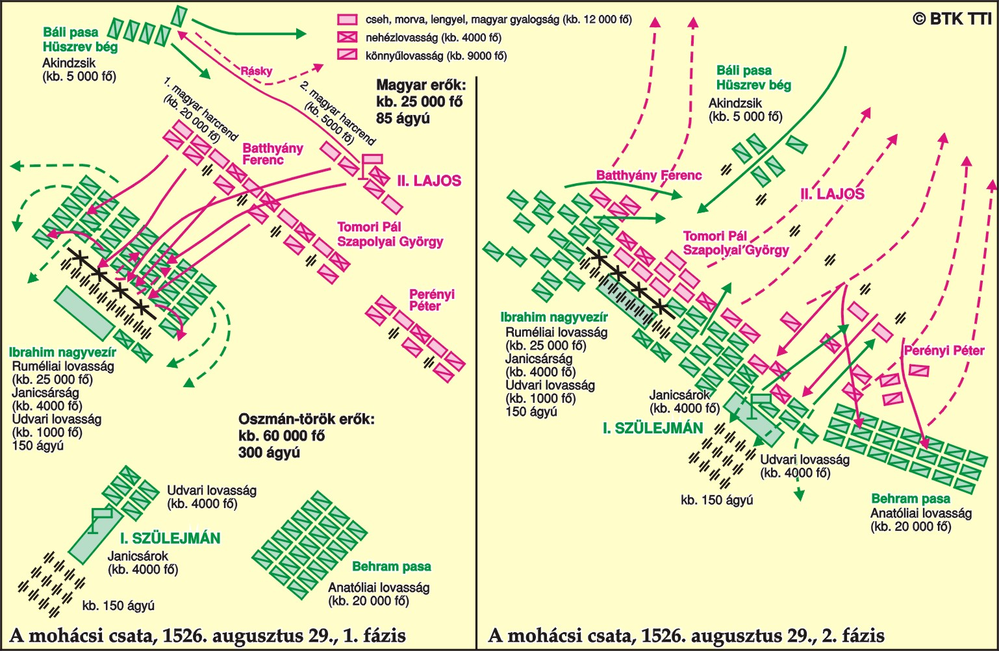 Báli pasa
Hüszrev bég
Akindzsik
(kb. 5 000 fő)
Rásky
cseh, morva, lengyel, magyar gyalogság (kb. 12 000 fő)
nehézlovasság (kb. 4000 fő)
könnyűlovasság (kb. 9000 fő)
Magyar erők:
kb. 25 000 fő
85 ágyú
1. magyar harcrend
(kb. 20 000 fő)
2. magyar harcrend
(kb. 5000 fő)
Batthyány
Ferenc
II. LAJOS
Tomori Pál
Szapolyai György
Perényi
Péter
Ibrahim nagyvezír
Ruméliai lovasság
(kb. 25 000 fő)
Janicsárság
(kb. 4000 fő)
Udvari lovasság
(kb. 1000 fő)
150 ágyú
Oszmán-török erők:
kb. 60 000 fő
300 ágyú
Udvari lovasság
(kb. 4000 fő)
I. SZÜLEJMÁN
Janicsárok
(kb. 4000 fő)
kb. 150 ágyú
Behram pasa
Anatóliai lovasság
(kb. 20 000 fő)
A mohácsi csata, 1526. augusztus 29., 1. fázis
© BTK TTI
Báli pasa
Hüszrev bég
Akindzsik
(kb. 5 000 fő)
Batthyány Ferenc
II. LAJOS
Tomori Pál
Szapolyai György
Perényi Péter
Ibrahim nagyvezír
Ruméliai lovasság
(kb. 25 000 fő)
Janicsárság
(kb. 4000 fő)
Udvari lovasság
(kb. 1000 fő)
150 ágyú
Janicsárok
(kb. 4000 fő)
I. SZÜLEJMÁN
Udvari lovasság
(kb. 4000 fő)
kb. 150 ágyú
Behram pasa
Anatóliai lovasság
(kb. 20 000 fő)
A mohácsi csata, 1526. augusztus 29., 2. fázis